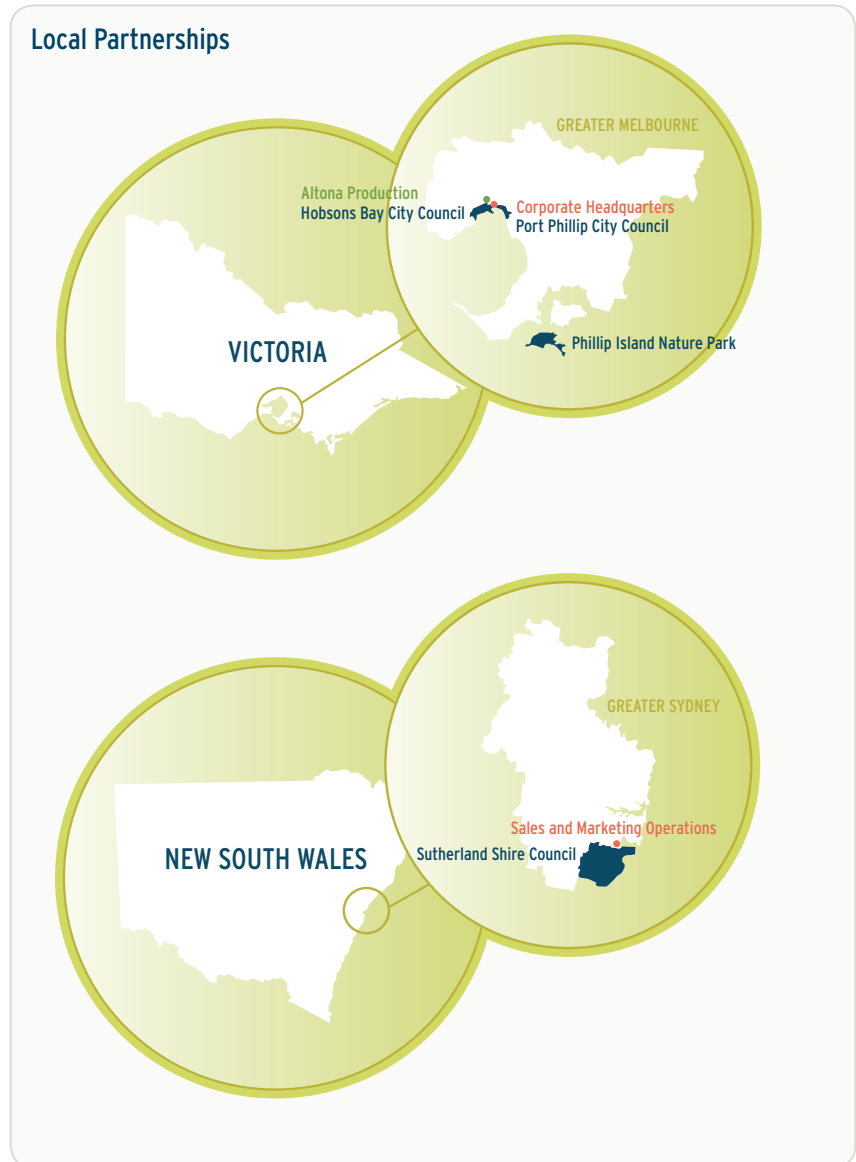 Local Partnerships
GREATER MELBOURNE
Altona Production
Hobsons Bay City Council
Corporate Headquarters
Port Phillip City Council
VICTORIA
Phillip Island Nature Park
GREATER SYDNEY
Sales and Marketing Operations
Sutherland Shire Council
NEW SOUTH WALES